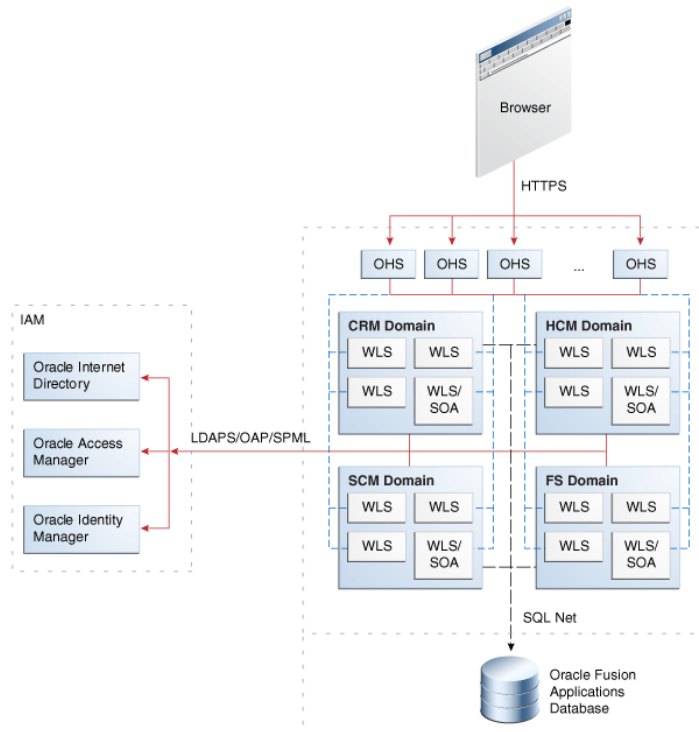 Browser
HTTPS
OHS OHS OHS ... OHS
IAM
Oracle Internet
Directory
Oracle Access
Manager
Oracle Identity
Manager
LDAPS/OAP/SPML
CRM Domain
WLS WLS
WLS WLS/
SOA
HCM Domain
WLS WLS
WLS WLS/
SOA
SCM Domain
WLS WLS
WLS WLS/
SOA
FS Domain
WLS WLS
WLS WLS/
SOA
SQL Net
Oracle Fusion
Applications
Database